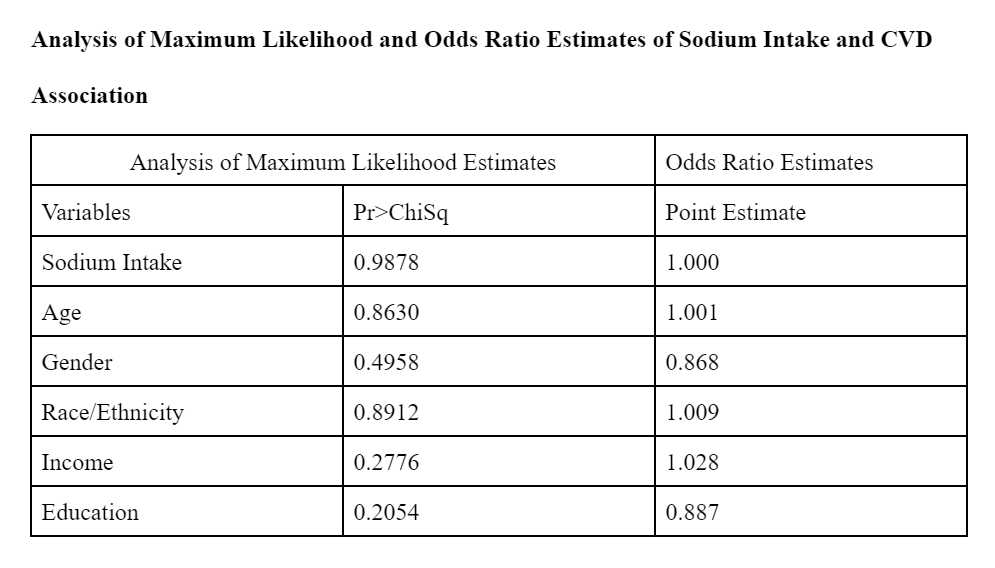 Analysis of Maximum Likelihood and Odds Ratio Estimates of Sodium Intake and CVD
Association
Analysis of Maximum Likelihood Estimates Odds Ratio Estimates
Variables Pr>ChiSq Point Estimate
Sodium Intake 0.9878 1.000
Age 0.8630 1.001
Gender 0.4958 0.868
Race/Ethnicity 0.8912 1.009
Income 0.2776 1.028
Education 0.2054 0.887